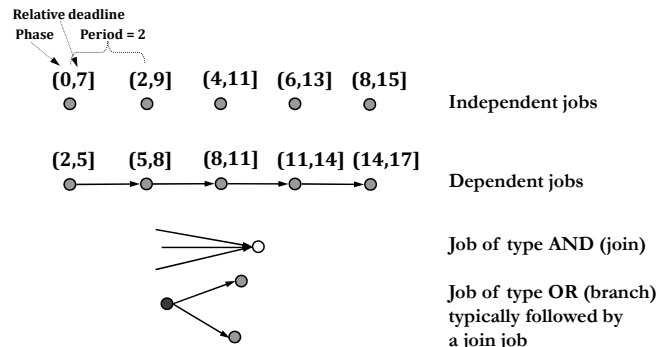 Relative deadline
Phase Period = 2
(0,7] (2,9] (4,11] (6,13] (8,15]
Independent jobs
(2,5] (5,8] (8,11] (11,14] (14,17]
Dependent jobs
Job of type AND (join)
Job of type OR (branch)
typically followed by
a join job